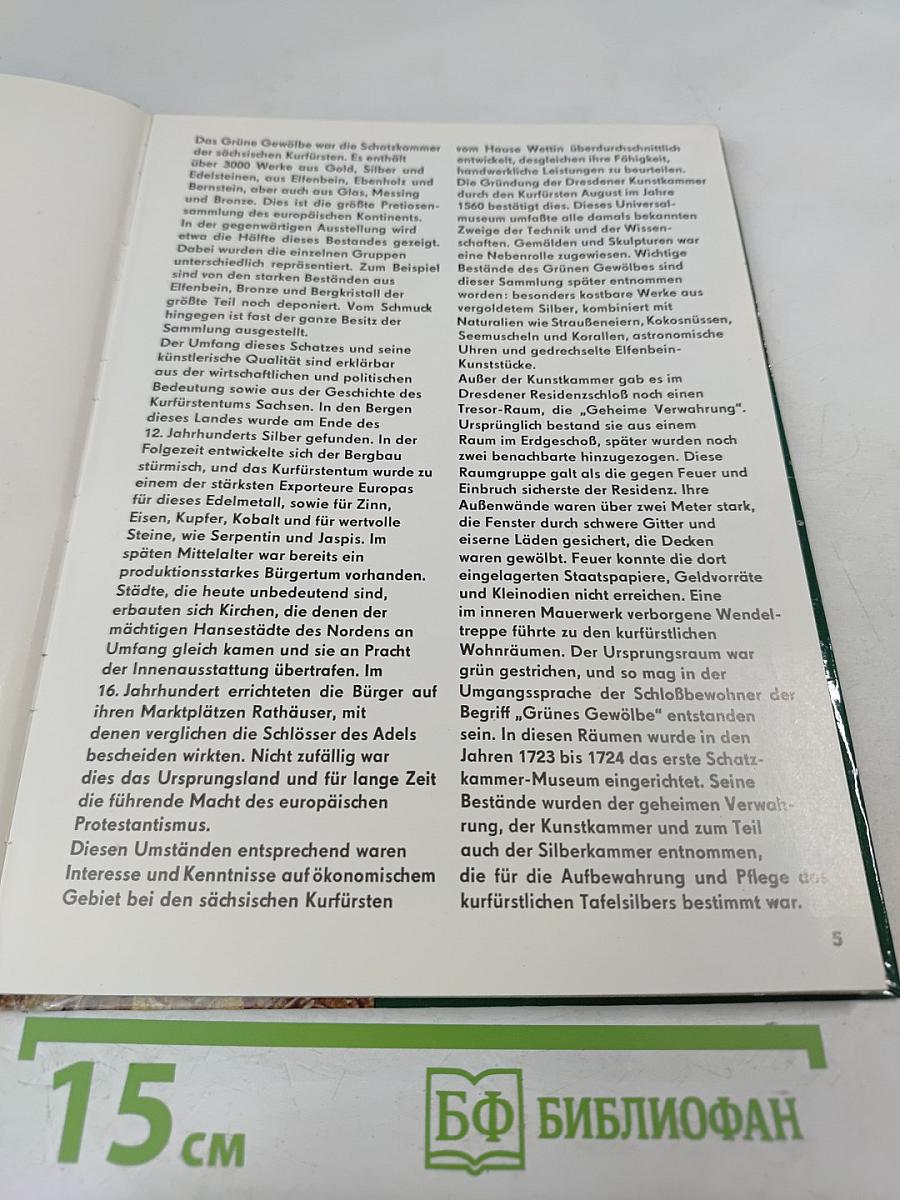 Das Grüne Gewölbe war die Schatzkammer
der sächsischen Kurfürsten. Es enthält
über 3000 Werke aus Gold, Silber und
Edelsteinen, aus Elfenbein, Ebenholz und
Bernstein, aber auch aus Glas, Messing
und Bronze. Dies ist die größte Pretiosen-
sammlung des europäischen Kontinents.
In der gegenwärtigen Ausstellung wird
etwa die Hälfte dieses Bestandes gezeigt.
Dabei wurden die einzelnen Gruppen
unterschiedlich repräsentiert. Zum Beispiel
sind von den starken Beständen aus
Elfenbein, Bronze und Bergkristall der
größte Teil noch deponiert. Vom Schmuck
hingegen ist fast der ganze Besitz der
Sammlung ausgestellt.
Der Umfang dieses Schatzes und seine
künstlerische Qualität sind erklärbar
aus der wirtschaftlichen und politischen
Bedeutung sowie aus der Geschichte des
Kurfürstentums Sachsen. In den Bergen
dieses Landes wurde am Ende des
12. Jahrhunderts Silber gefunden. In der
Folgezeit entwickelte sich der Bergbau
stürmisch, und das Kurfürstentum wurde zu
einem der stärksten Exporteure Europas
für dieses Edelmetall, sowie für Zinn,
Eisen, Kupfer, Kobalt und für wertvolle
Steine, wie Serpentin und Jaspis. Im
späten Mittelalter war bereits ein
produktionsstarkes Bürgertum vorhanden.
Städte, die heute unbedeutend sind,
erbauten sich Kirchen, die denen der
mächtigen Hansestädte des Nordens an
Umfang gleich kamen und sie an Pracht
der Innenausstattung übertrafen. Im
16. Jahrhundert errichteten die Bürger auf
ihren Marktplätzen Rathäuser, mit
denen verglichen die Schlösser des Adels
bescheiden wirkten. Nicht zufällig war
dies das Ursprungsland und für lange Zeit
die führende Macht des europäischen
Protestantismus.
Diesen Umständen entsprechend waren
Interesse und Kenntnisse auf ökonomischem
Gebiet bei den sächsischen Kurfürsten
vom Hause Wettin überdurchschnittlich
entwickelt, desgleichen ihre Fähigkeit,
handwerkliche Leistungen zu beurteilen.
Die Gründung der Dresdener Kunstkammer
durch den Kurfürsten August im Jahre
1560 bestätigt dies. Dieses Universal-
museum umfaßte alle damals bekannten
Zweige der Technik und der Wissen-
schaften. Gemälden und Skulpturen war
eine Nebenrolle zugewiesen. Wichtige
Bestände des Grünen Gewölbes sind
dieser Sammlung später entnommen
worden: besonders kostbare Werke aus
vergoldetem Silber, kombiniert mit
Naturalien wie Straußeneiern, Kokosnüssen,
Seemuscheln und Korallen, astronomische
Uhren und gedrechselte Elfenbein-
Kunststücke.
Außer der Kunstkammer gab es im
Dresdener Residenzschloß noch einen
Tresor-Raum, die „Geheime Verwahrung“.
Ursprünglich bestand sie aus einem
Raum im Erdgeschoß, später wurden noch
zwei benachbarte hinzugezogen. Diese
Raumgruppe galt als die gegen Feuer und
Einbruch sicherste der Residenz. Ihre
Außenwände waren über zwei Meter stark,
die Fenster durch schwere Gitter und
eiserne Läden gesichert, die Decken
waren gewölbt. Feuer konnte die dort
eingelagerten Staatspapiere, Geldvorräte
und Kleinodien nicht erreichen. Eine
im inneren Mauerwerk verborgene Wendel-
treppe führte zu den kurfürstlichen
Wohnräumen. Der Ursprungsraum war
grün gestrichen, und so mag in der
Umgangssprache der Schloßbewohner der
Begriff „Grünes Gewölbe“ entstanden
sein. In diesen Räumen wurde in den
Jahren 1723 bis 1724 das erste Schatz-
kammer-Museum eingerichtet. Seine
Bestände wurden der geheimen Verwah-
rung, der Kunstkammer und zum Teil
auch der Silberkammer entnommen,
die für die Aufbewahrung und Pflege des
kurfürstlichen Tafelsilbers bestimmt war.
5
15 см
БФ БИБЛИОФАН